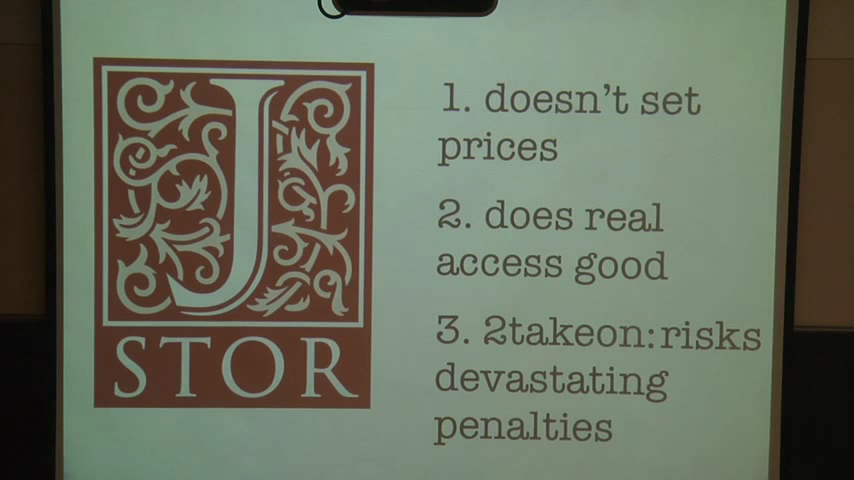 J
STOR
1. doesn't set
prices
2. does real
access good
3. 2takeon:risks
devastating
penalties